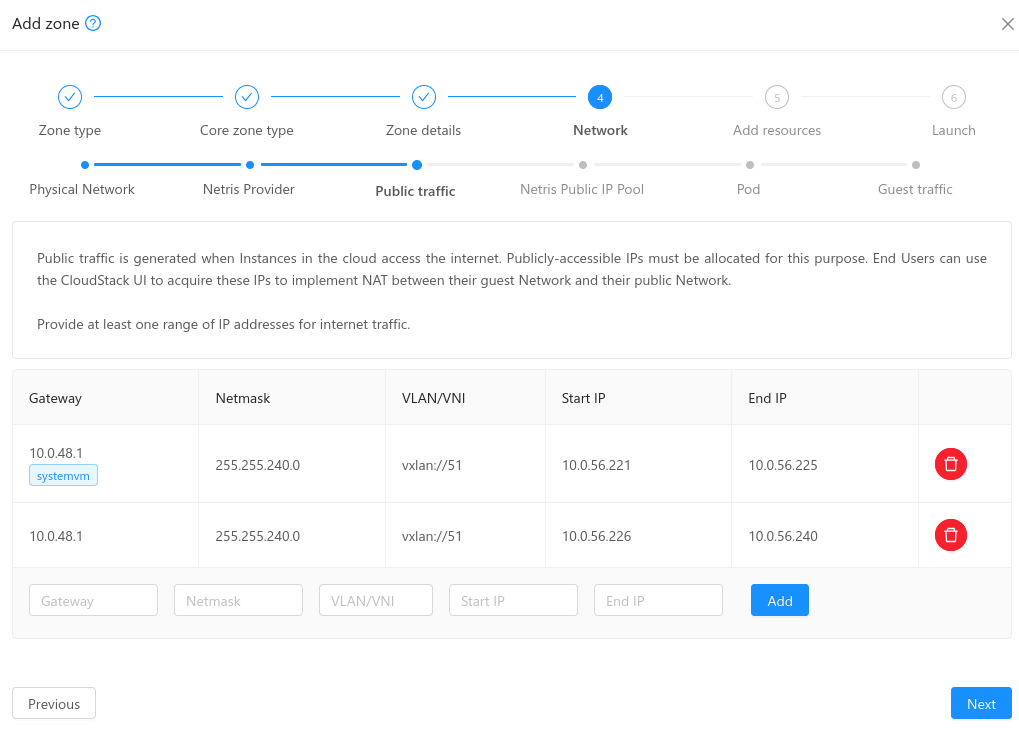 Add zone
4
5
6
Zone type
Core zone type
Zone details
Network
Add resources
Launch
Physical Network
Netris Provider
Public traffic
Netris Public IP Pool
Pod
Guest traffic
Public traffic is generated when Instances in the cloud access the internet. Publicly-accessible IPs must be allocated for this purpose. End Users can use
the CloudStack UI to acquire these IPs to implement NAT between their guest Network and their public Network.
Provide at least one range of IP addresses for internet traffic.
Gateway Netmask VLAN/VNI Start IP End IP
10.0.48.1
systemvm
255.255.240.0 vxlan://51 10.0.56.221 10.0.56.225
10.0.48.1 255.255.240.0 vxlan://51 10.0.56.226 10.0.56.240
Gateway Netmask VLAN/VNI Start IP End IP Add
Previous
Next